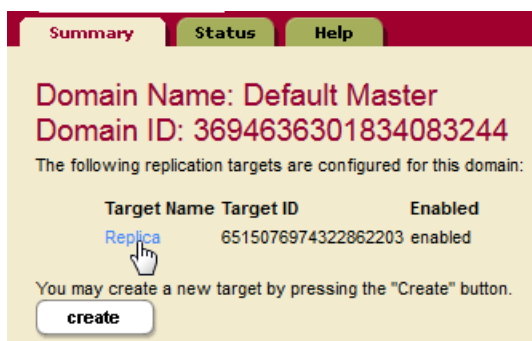 Summary Status Help
Domain Name: Default Master
Domain ID: 3694636301834083244
The following replication targets are configured for this domain:
Target Name Target ID Enabled
Replica 6515076974322862203 enabled
You may create a new target by pressing the "Create" button.
create